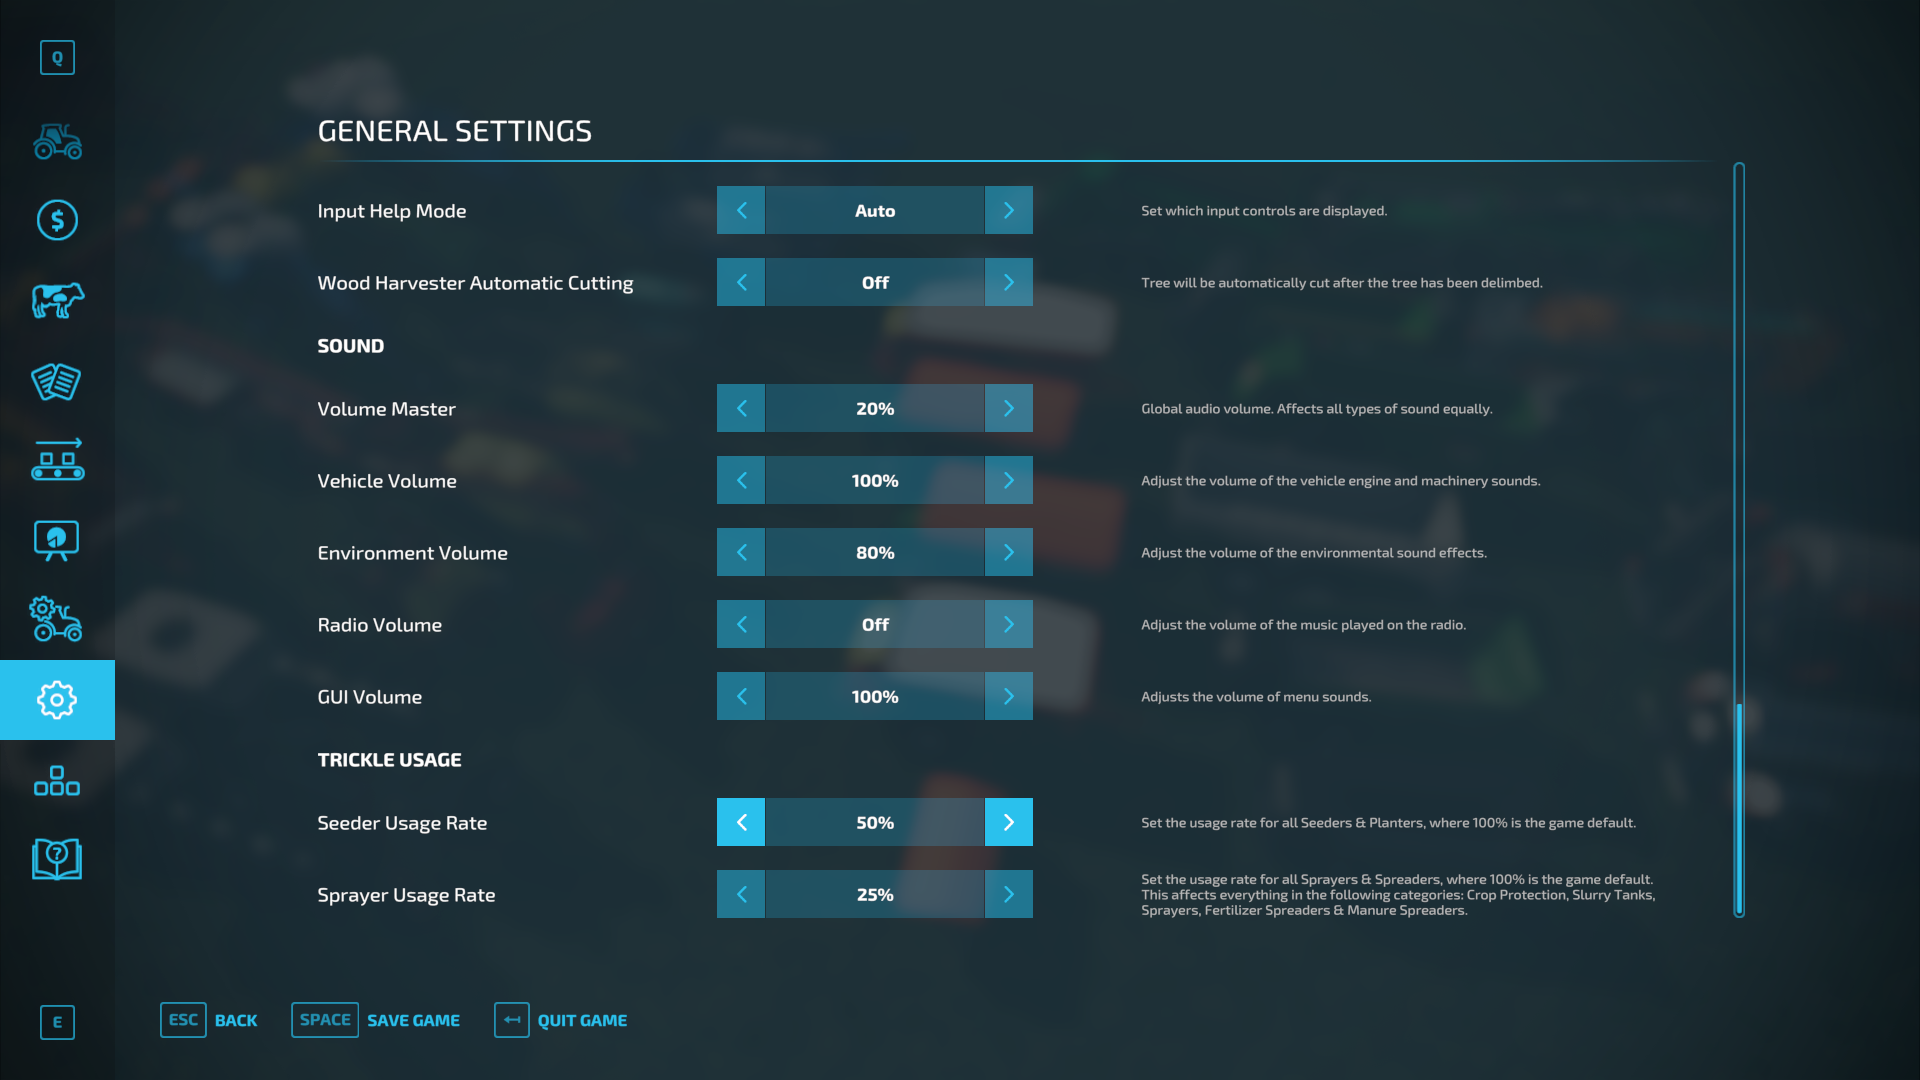 Q
GENERAL SETTINGS
Input Help Mode
Auto
Set which input controls are displayed.
Wood Harvester Automatic Cutting
Off
Tree will be automatically cut after the tree has been delimbed.
SOUND
Volume Master
20%
Global audio volume. Affects all types of sound equally.
Vehicle Volume
100%
Adjust the volume of the vehicle engine and machinery sounds.
Environment Volume
80%
Adjust the volume of the environmental sound effects.
Radio Volume
Off
Adjust the volume of the music played on the radio.
GUI Volume
100%
Adjusts the volume of menu sounds.
TRICKLE USAGE
Seeder Usage Rate
50%
Set the usage rate for all Seeders & Planters, where 100% is the game default.
Sprayer Usage Rate
25%
Set the usage rate for all Sprayers & Spreaders, where 100% is the game default.
This affects everything in the following categories: Crop Protection, Slurry Tanks,
Sprayers, Fertilizer Spreaders & Manure Spreaders.
E
ESC BACK SPACE SAVE GAME QUIT GAME